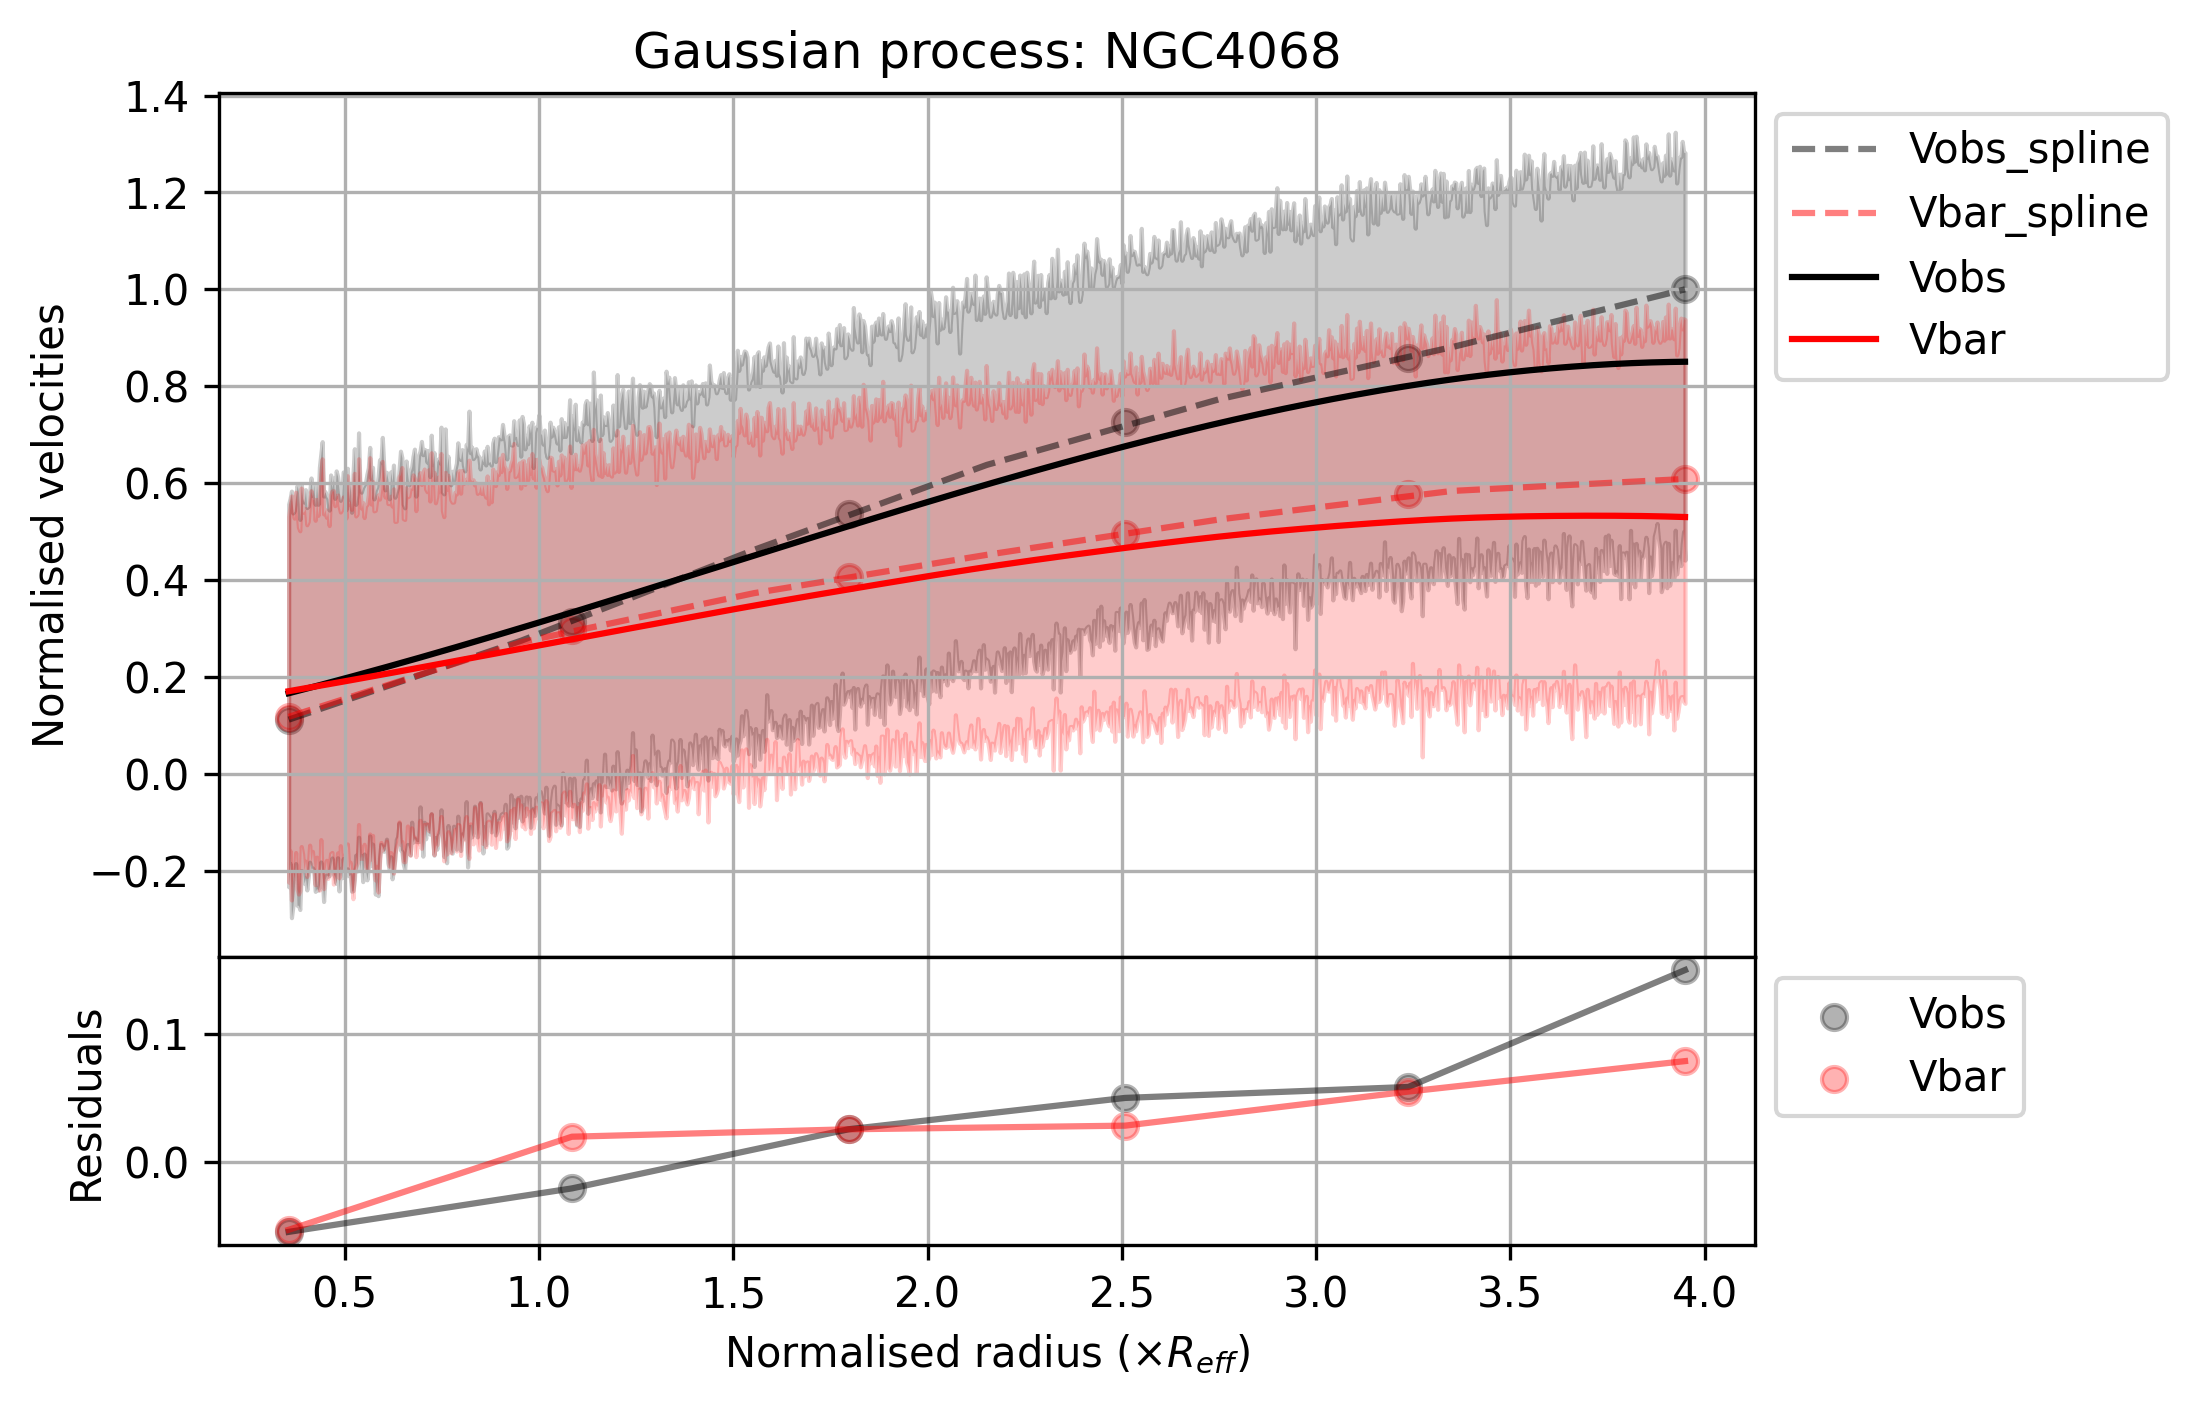 Gaussian process: NGC4068
1.4
1.2
1.0
0.8
0.6
0.4
0.2
0.0
−0.2
Normalised velocities
Vobs_spline
Vbar_spline
Vobs
Vbar
0.1
0.0
Residuals
Vobs
Vbar
0.5 1.0 1.5 2.0 2.5 3.0 3.5 4.0
Normalised radius (×R_eff)